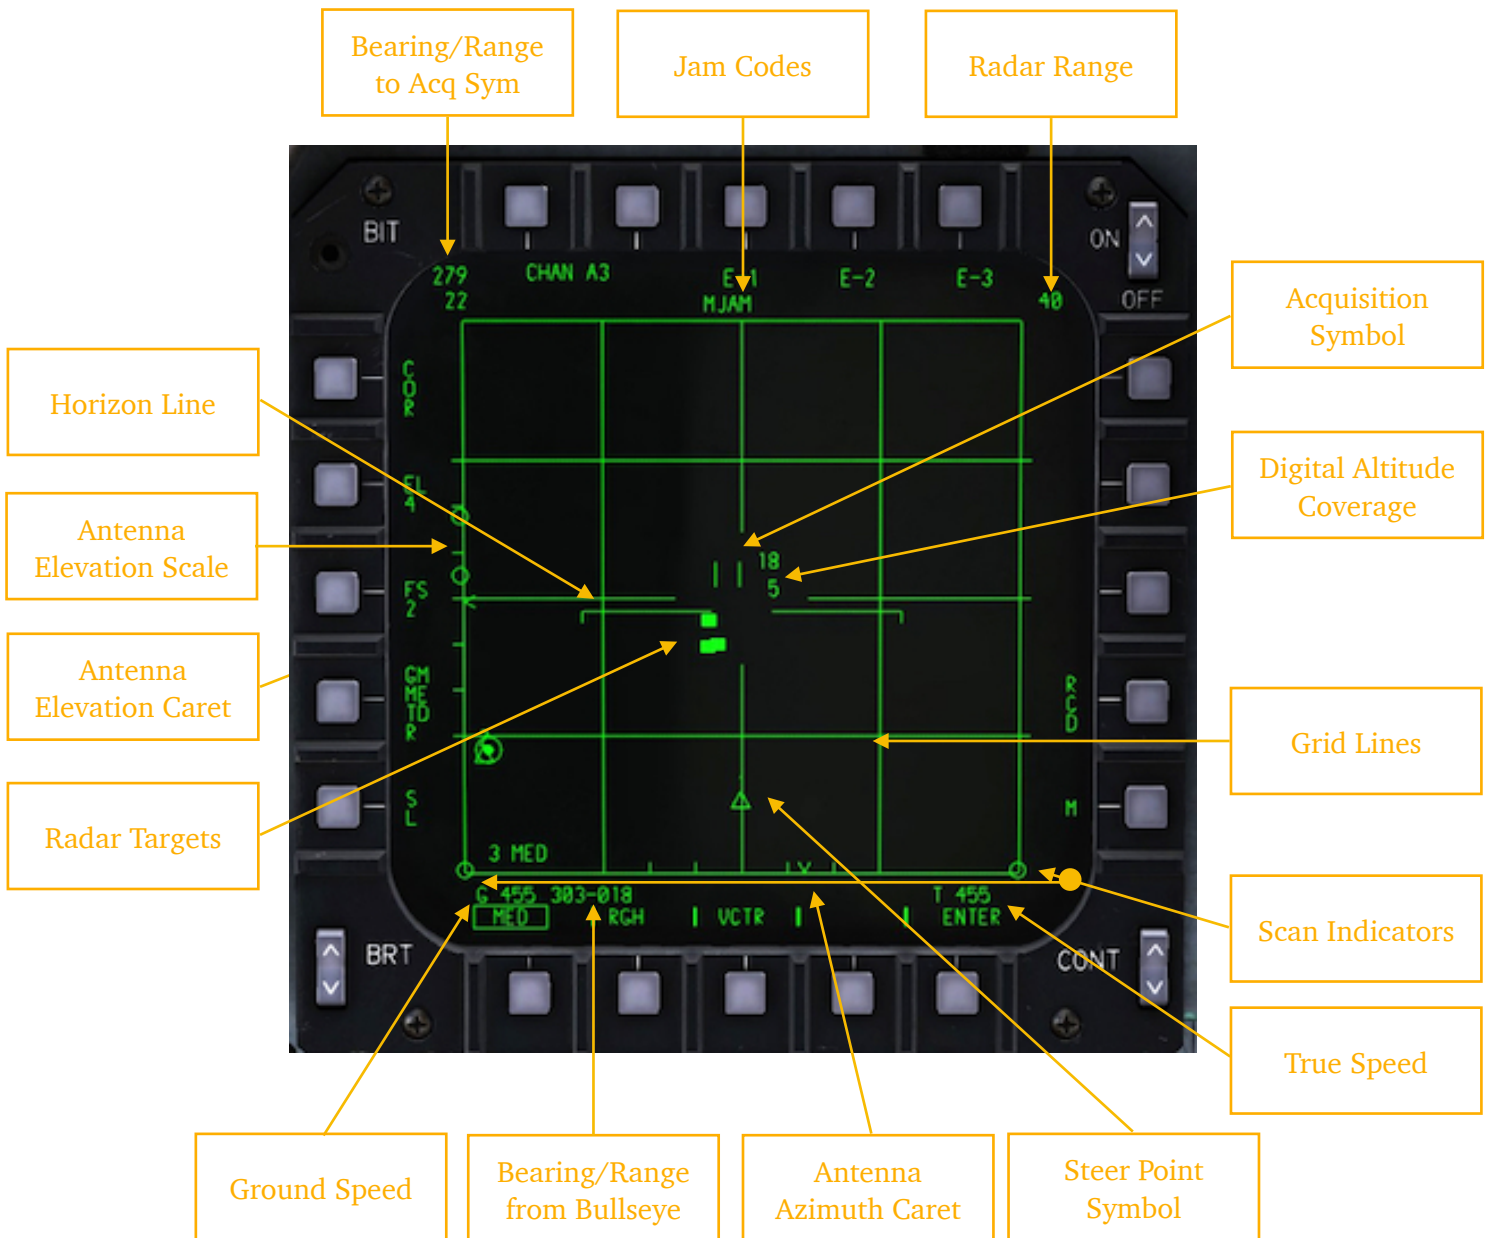 Bearing/Range
to Acq Sym
Jam Codes
Radar Range
BIT
ON
OFF
279
22
CHAN A3
E-1
E-2
E-3
MJAM
40
Acquisition
Symbol
Horizon Line
COR
EL
4
Digital Altitude
Coverage
Antenna
Elevation Scale
18
5
FS
2
Antenna
Elevation Caret
GM
ME
TD
R
RCD
Grid Lines
Radar Targets
SL
M
3 MED
G 455 303-018
T 455
MED
RGH
VCTR
ENTER
BRT
CONT
Scan Indicators
True Speed
Ground Speed
Bearing/Range
from Bullseye
Antenna
Azimuth Caret
Steer Point
Symbol